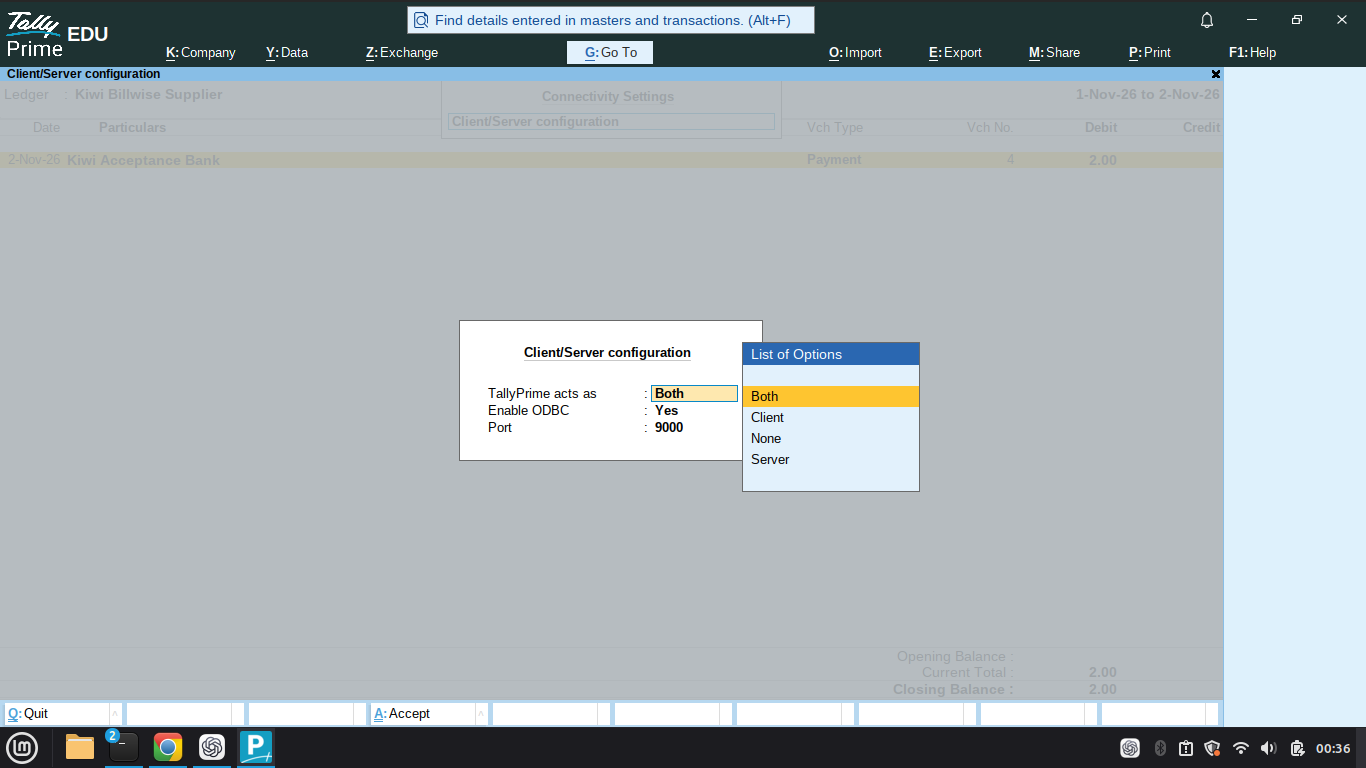 Tally
Prime EDU
Find details entered in masters and transactions. (Alt+F)
K: Company Y: Data Z: Exchange G: Go To O: Import E: Export M: Share P: Print F1: Help
Client/Server configuration
Ledger : Kiwi Billwise Supplier
Connectivity Settings
1-Nov-26 to 2-Nov-26
Client/Server configuration
Date Particulars Vch Type Vch No. Debit Credit
2-Nov-26 Kiwi Acceptance Bank Payment 4 2.00
Client/Server configuration
TallyPrime acts as : Both
Enable ODBC : Yes
Port : 9000
List of Options
Both
Client
None
Server
Opening Balance :
Current Total : 2.00
Closing Balance : 2.00
Q: Quit ^ A: Accept ^
2
P
00:36